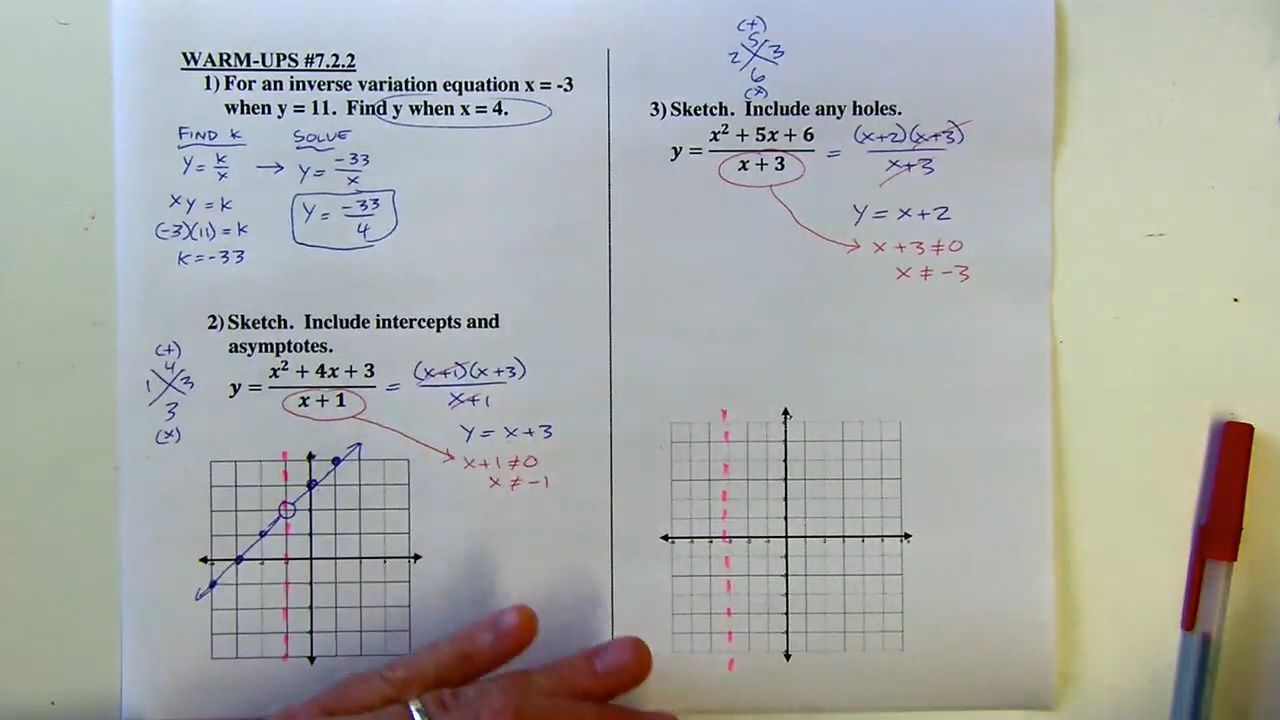 WARM-UPS #7.2.2
1) For an inverse variation equation x = -3
when y = 11. Find y when x = 4.
FIND K
y = k/x
xy = k
(-3)(11) = k
k = -33
→
SOLVE
y = -33/x
y = -33/4
2) Sketch. Include intercepts and
asymptotes.
(+)
4
1 3
3
(x)
y = x² + 4x + 3 / x + 1 = (x+1)(x+3) / x+1
y = x+3
x+1 ≠ 0
x ≠ -1
(+)
5
2 3
6
(x)
3) Sketch. Include any holes.
y = x² + 5x + 6 / x + 3 = (x+2)(x+3) / x+3
y = x+2
x+3 ≠ 0
x ≠ -3